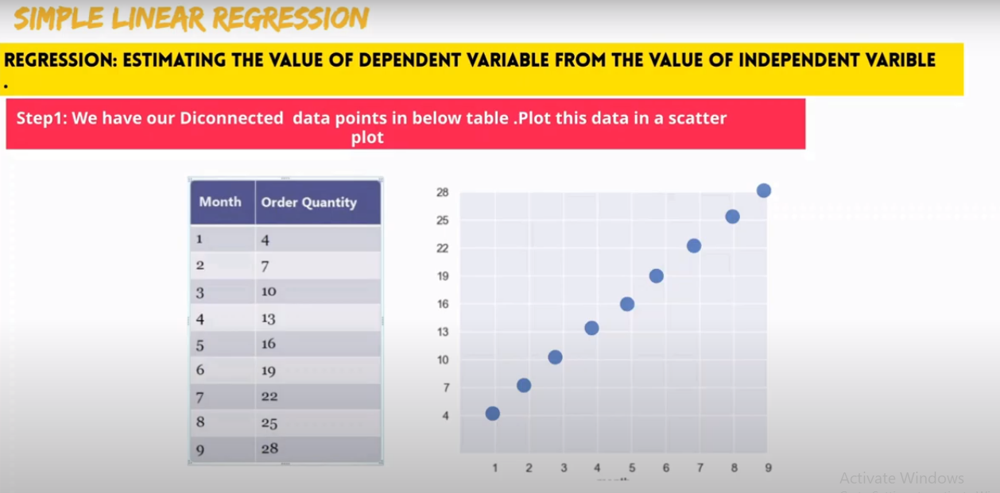 SIMPLE LINEAR REGRESSION
REGRESSION: ESTIMATING THE VALUE OF DEPENDENT VARIABLE FROM THE VALUE OF INDEPENDENT VARIBLE
.
Step1: We have our Diconnected data points in below table .Plot this data in a scatter
plot
Month Order Quantity
1 4
2 7
3 10
4 13
5 16
6 19
7 22
8 25
9 28
28
25
22
19
16
13
10
7
4
1 2 3 4 5 6 7 8 9
Activate Windows